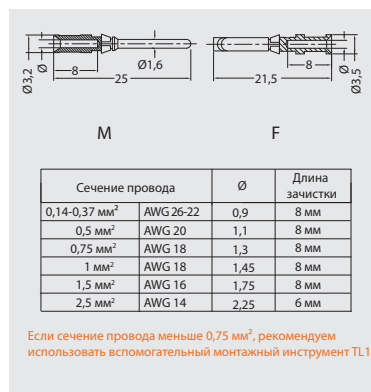 Ø3,2
Ø
8
25
Ø1,6
21,5
8
Ø
Ø3,5
M
F
Сечение провода
Ø
Длина зачистки
0,14-0,37 мм² AWG 26-22 0,9 8 мм
0,5 мм² AWG 20 1,1 8 мм
0,75 мм² AWG 18 1,3 8 мм
1 мм² AWG 18 1,45 8 мм
1,5 мм² AWG 16 1,75 8 мм
2,5 мм² AWG 14 2,25 6 мм
Если сечение провода меньше 0,75 мм², рекомендуем
использовать вспомогательный монтажный инструмент TL1